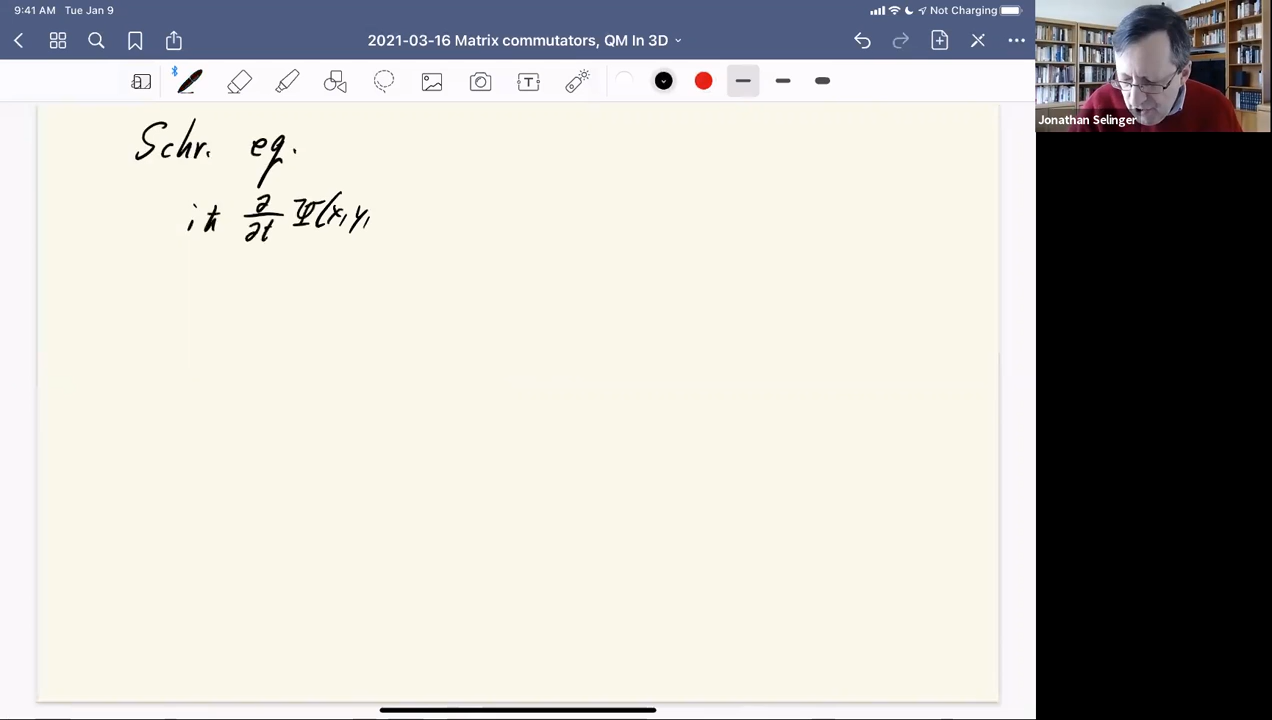 9:41 AM Tue Jan 9 Not Charging
2021-03-16 Matrix commutators, QM In 3D
Jonathan Selinger
Schr. eq.
iħ ∂/∂t Ψ(x, y,